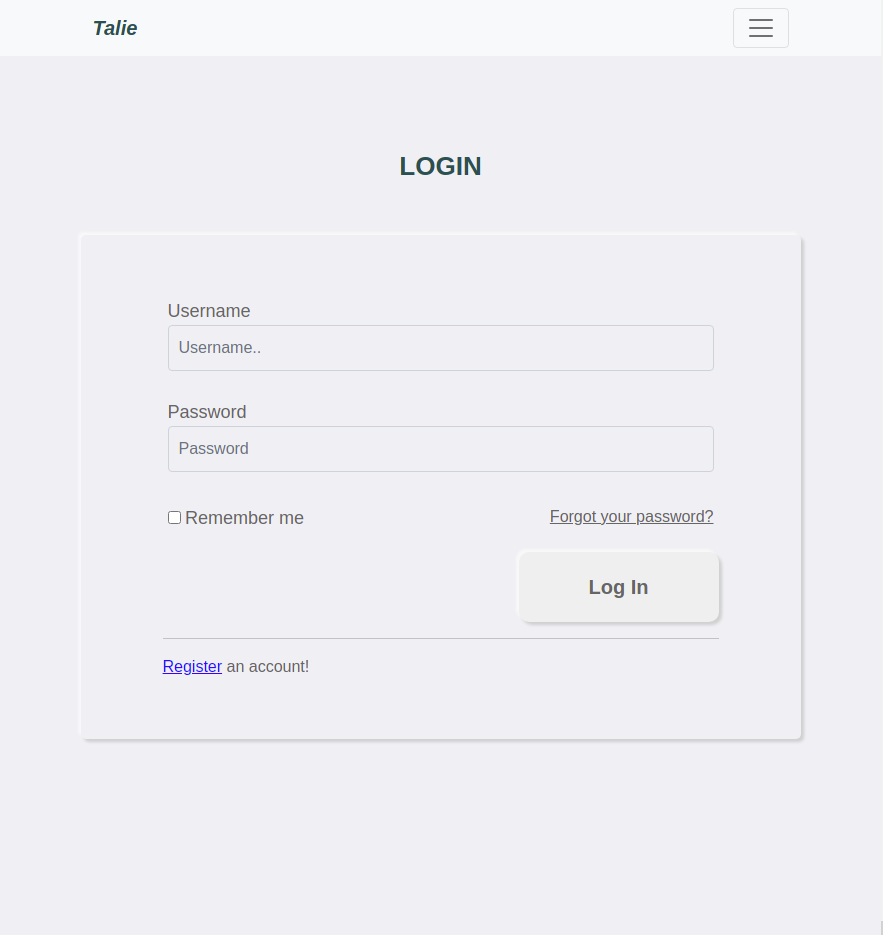 Talie
LOGIN
Username
Username..
Password
Password
Remember me
Forgot your password?
Log In
Register an account!